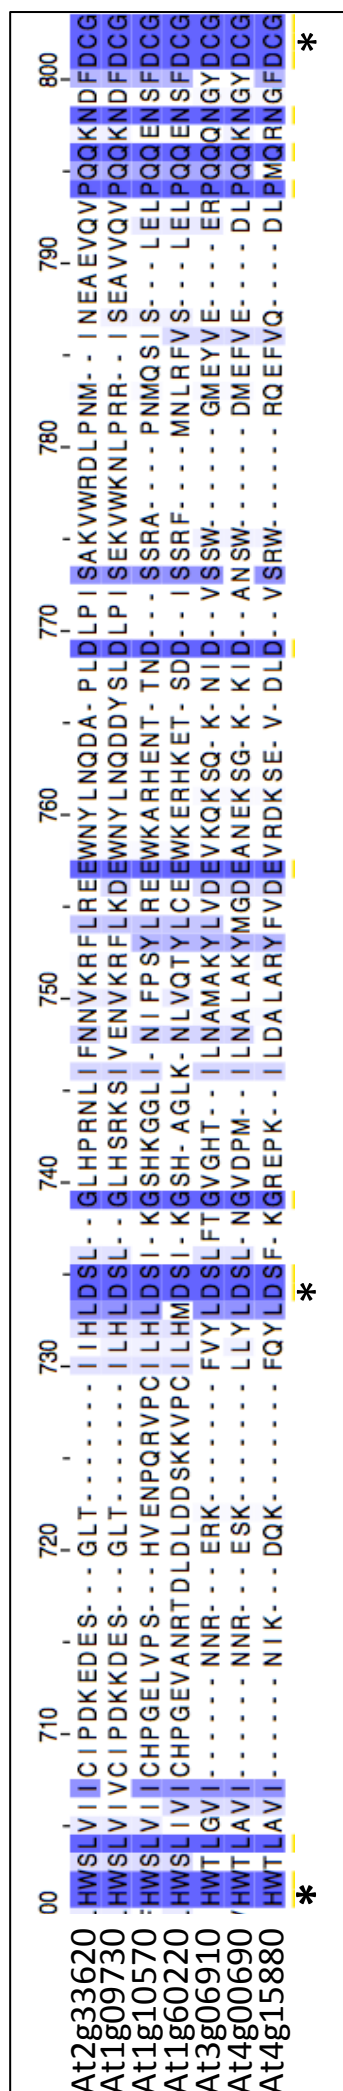 00 710 720 730 740 750 760 770 780 790 800
At2g33620 HWSLVIICIPDKEDES---GLT-------IIHLDSL--GLHPRNLIFNNVKRFLREEWNYLNQDA-PLDLPISAKVWRDLPNM--INEAEVQVPQQKNDFDCG
At1g09730 HWSLVIVCIPDKKDES---GLT-------ILHLDSL--GLHSRKSIVENVKRFLKDEWNYLNQDDYSLDLPISEKVWKNLPRR--ISEAVVQVPQQKNDFDCG
At1g10570 HWSLVIICHPGELVPS---HVENPQRVPCILHLDSI-KGSHKGGLI-NIFPSYLREEWKARHENT-TND---SSRA----PNMQSIS---LELPQQENSFDCG
At1g60220 HWSLIVICHPGEVANRTDLDLDDSKKVPCILHMDSI-KGSH-AGLK-NLVQTYLCEEWKERHKET-SDD--ISSRF----MNLRFVS---LELPQQENSFDCG
At3g06910 HWTLGVI-------NNR---ERK-------FVYLDSLFTGVGHT--ILNAMAKYLVDEVKQKSQ-K-NID--VSSW------GMEYVE---ERPQQQNGYDCG
At4g00690 HWTLAVI-------NNR---ESK-------LLYLDSL-NGVDPM--ILNALAKYMGDEANEKSG-K-KID--ANSW------DMEFVE----DLPQQKNGYDCG
At4g15880 HWTLAVI-------NIK---DQK-------FQYLDSF-KGREPK--ILDALARYFVDEVRDKSE-V-DLD--VSRW------RQEFVQ----DLPMQRNGFDCG
* * *